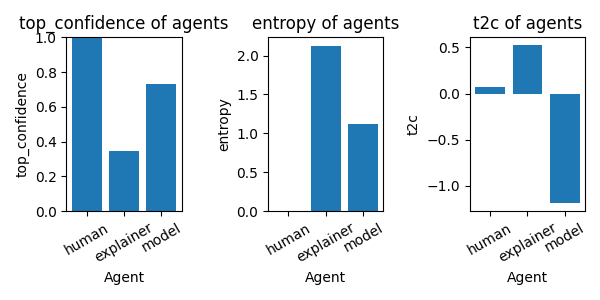 top_confidence of agents
entropy of agents
t2c of agents
top_confidence
1.0
0.8
0.6
0.4
0.2
0.0
human
explainer
model
Agent
entropy
2.0
1.5
1.0
0.5
0.0
human
explainer
model
Agent
t2c
0.5
0.0
−0.5
−1.0
human
explainer
model
Agent